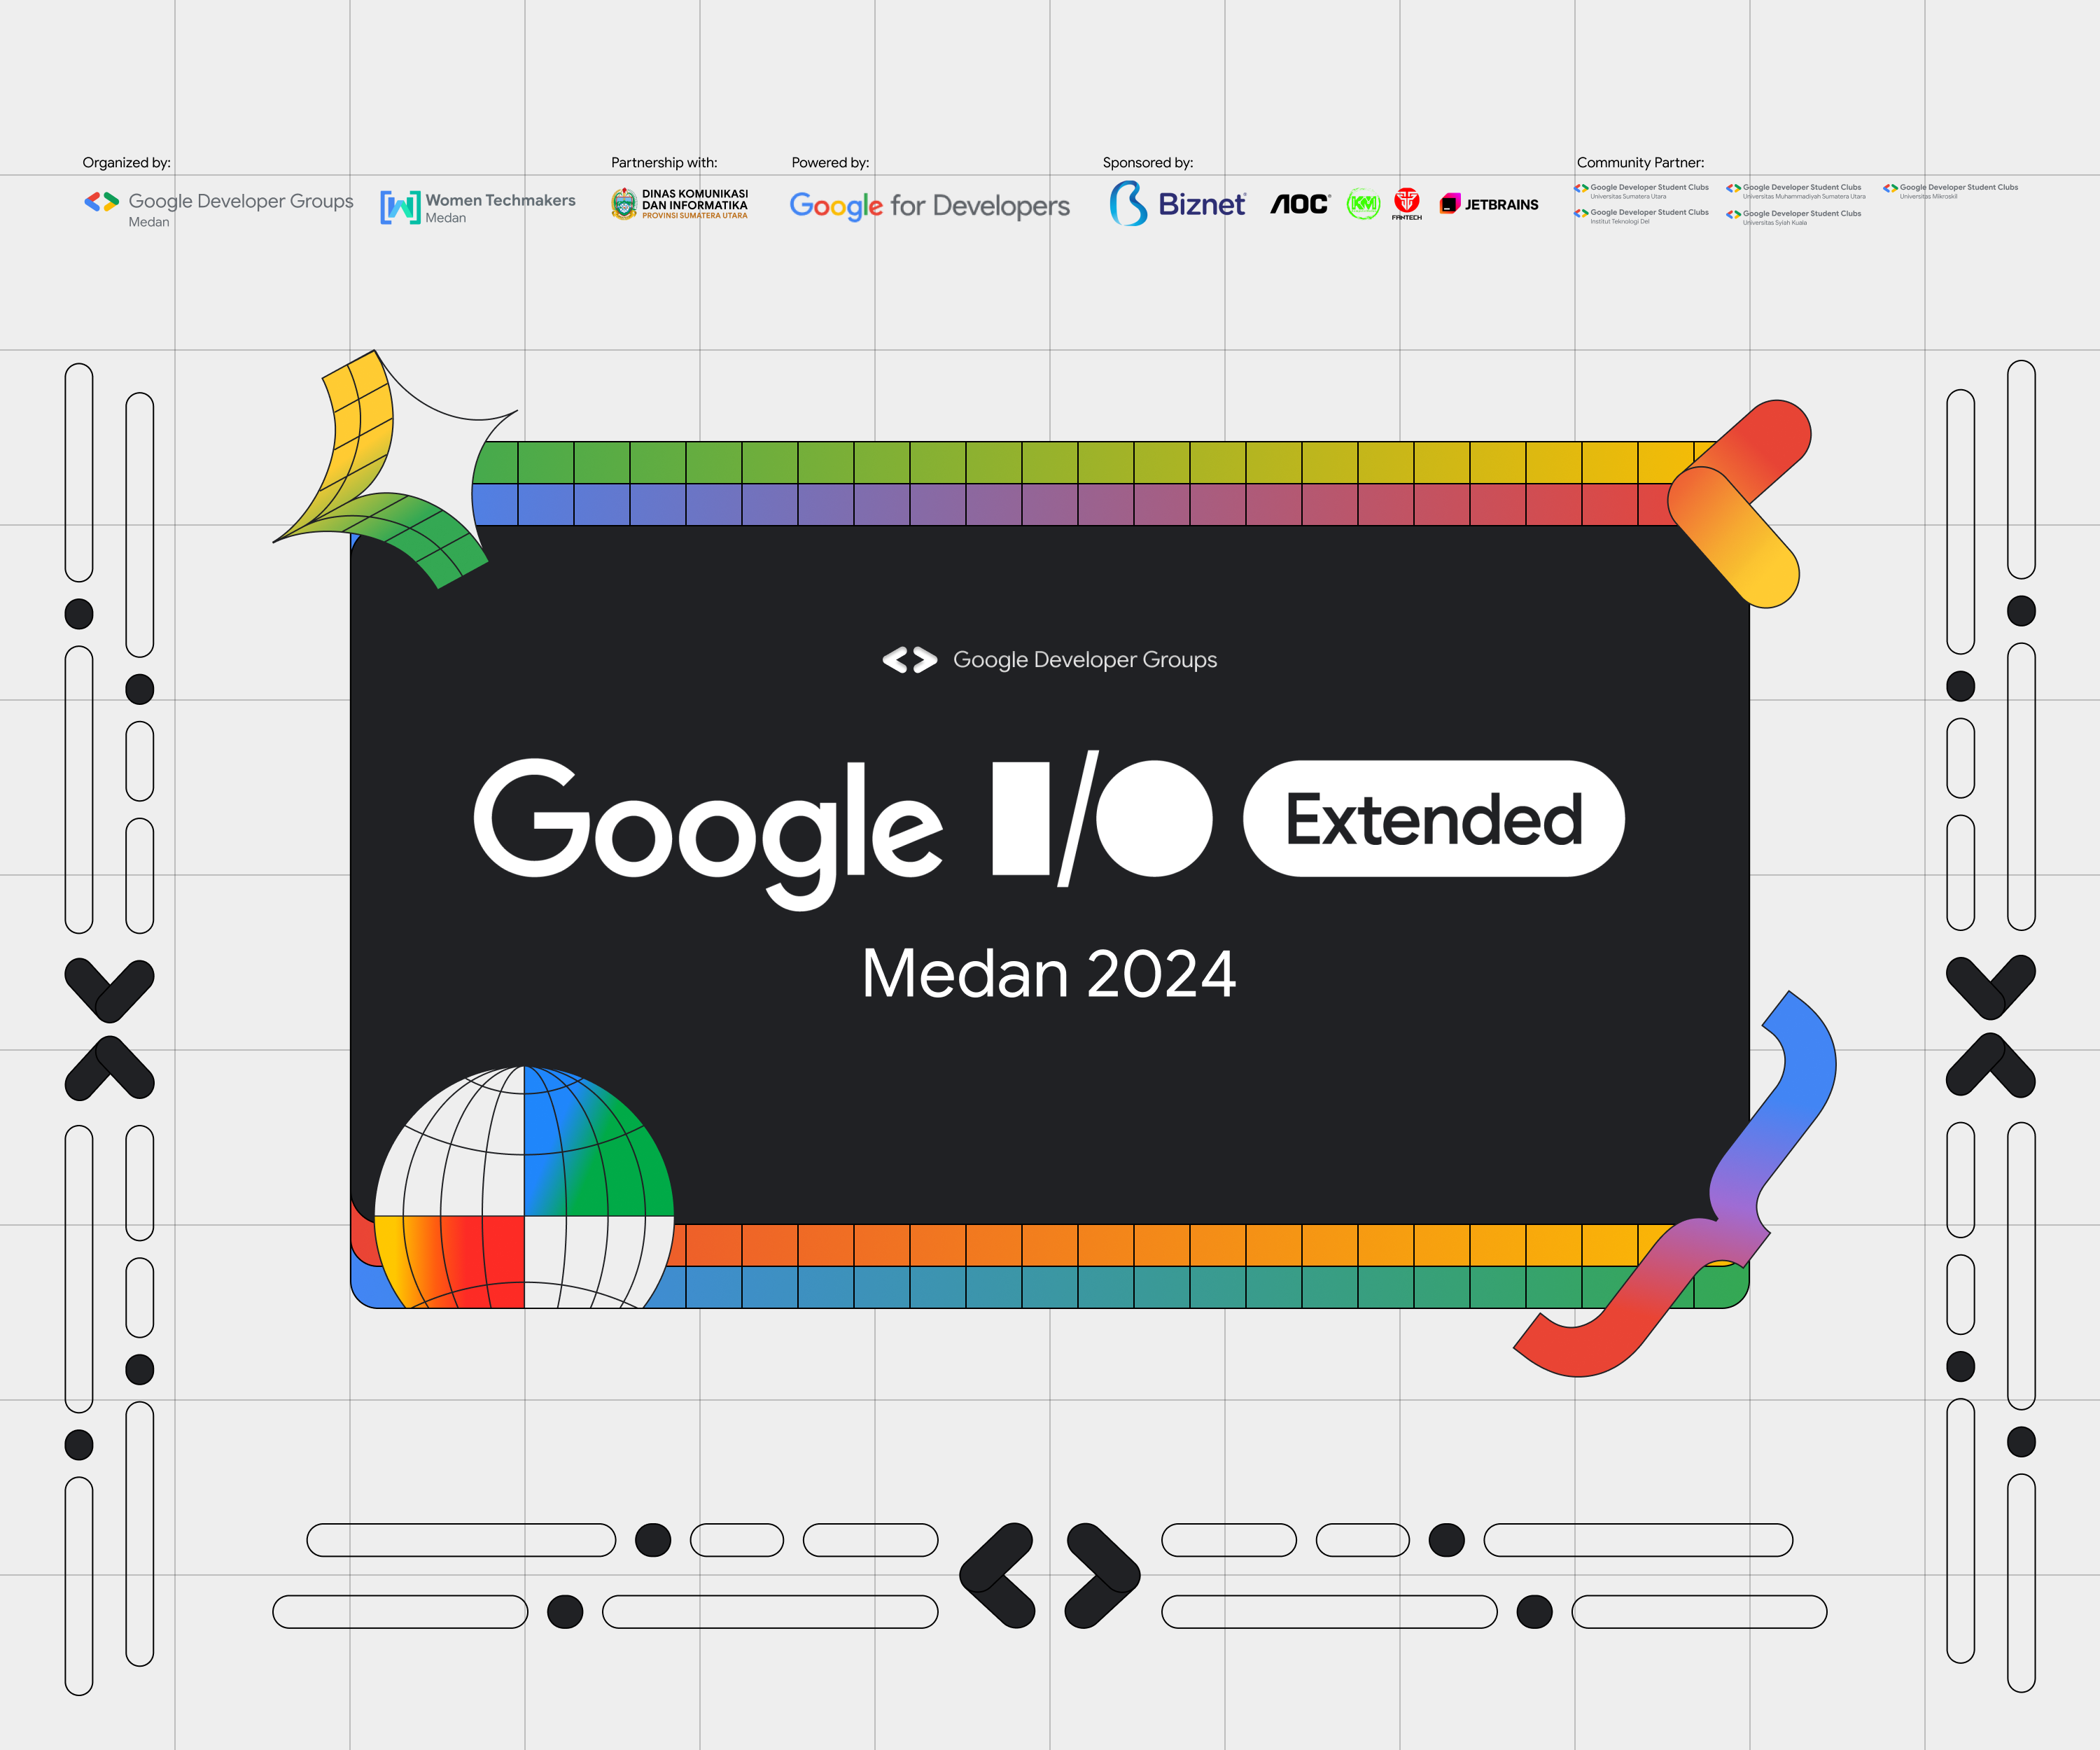 Organized by:
Google Developer Groups
Medan
Women Techmakers
Medan
Partnership with:
DINAS KOMUNIKASI
DAN INFORMATIKA
PROVINSI SUMATERA UTARA
Powered by:
Google for Developers
Sponsored by:
Biznet
AOC
KM
FANTECH
JETBRAINS
Community Partner:
Google Developer Student Clubs
Universitas Sumatera Utara
Google Developer Student Clubs
Universitas Muhammadiyah Sumatera Utara
Google Developer Student Clubs
Universitas Mikroskil
Google Developer Student Clubs
Institut Teknologi Del
Google Developer Student Clubs
Universitas Syiah Kuala
Google Developer Groups
Google I/O Extended
Medan 2024